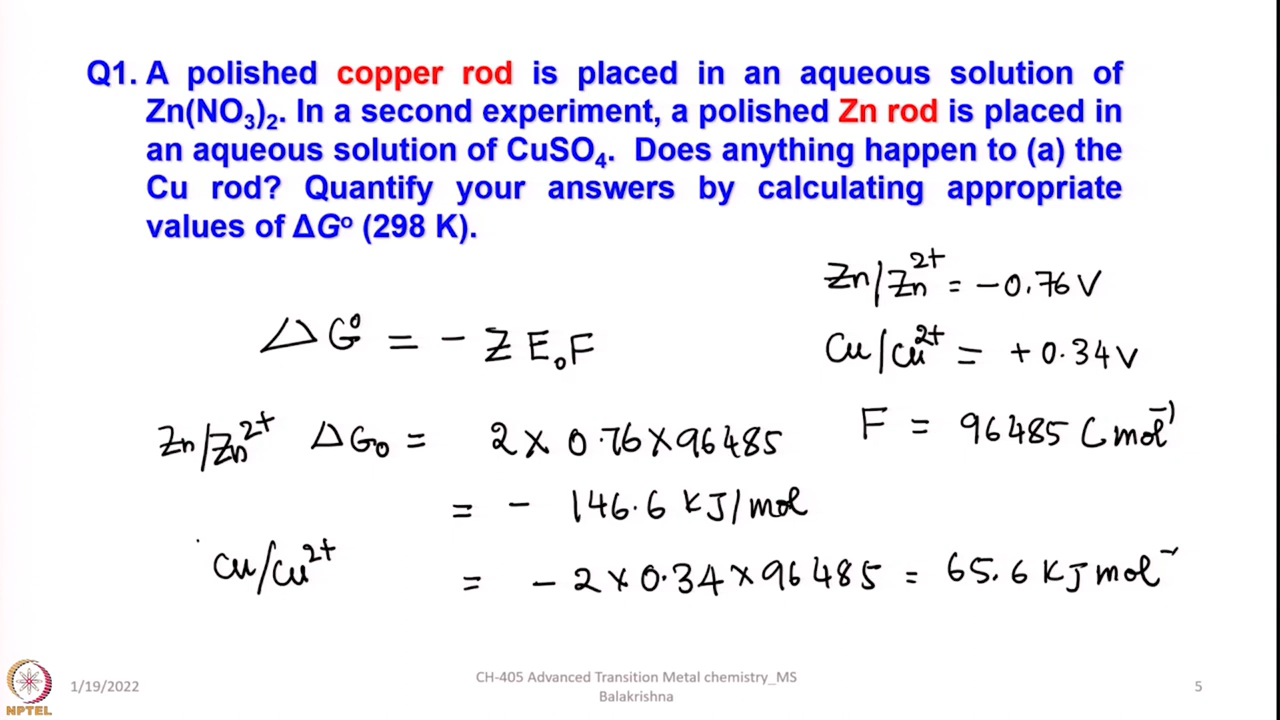 Q1. A polished copper rod is placed in an aqueous solution of
Zn(NO₃)₂. In a second experiment, a polished Zn rod is placed in
an aqueous solution of CuSO₄. Does anything happen to (a) the
Cu rod? Quantify your answers by calculating appropriate
values of ΔGº (298 K).
Zn/Zn²⁺ = -0.76 V
ΔG° = - Z E₀F
Cu/Cu²⁺ = +0.34 V
F = 96485 C mol⁻¹
Zn/Zn²⁺ ΔG₀ = 2 × 0.76 × 96485
= - 146.6 KJ/mol
Cu/Cu²⁺ = - 2 × 0.34 × 96485 = 65.6 KJ mol⁻
NPTEL
1/19/2022
CH-405 Advanced Transition Metal chemistry_MS
Balakrishna
5